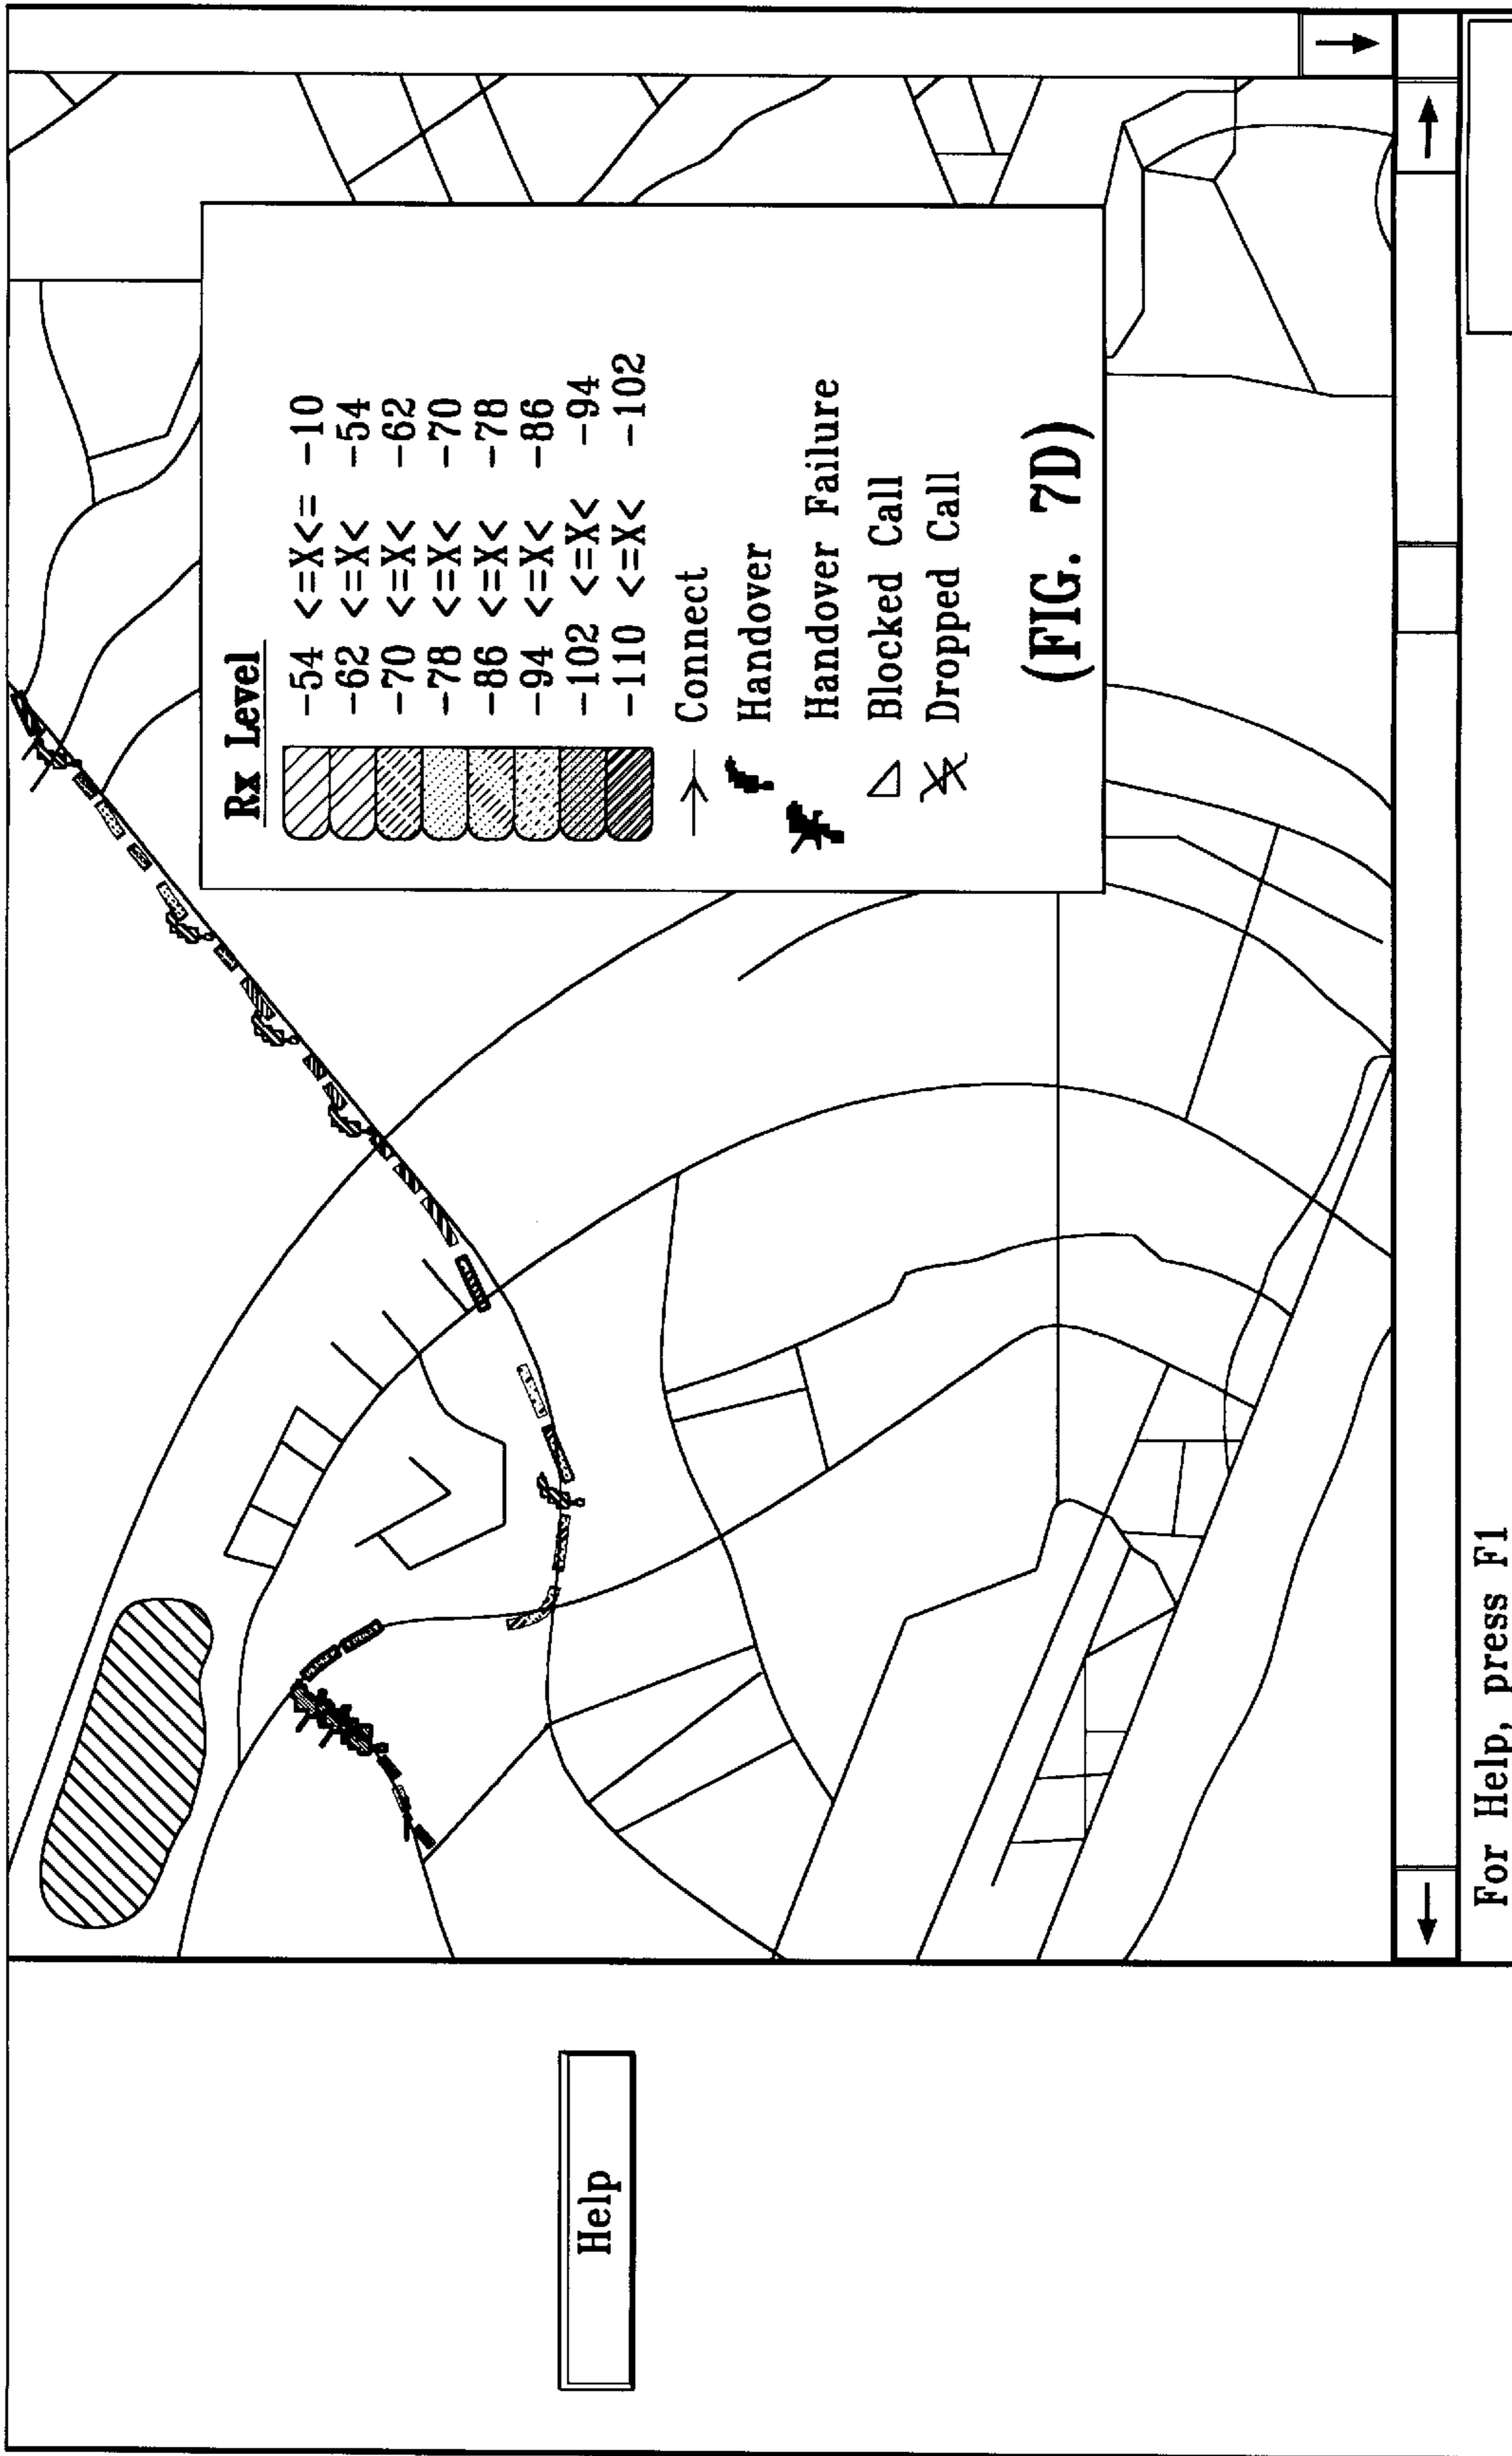 Help
Rx Level
-54 <=X<= -10
-62 <=X< -54
-70 <=X< -62
-78 <=X< -70
-86 <=X< -78
-94 <=X< -86
-102 <=X< -94
-110 <=X< -102
Connect
Handover
Handover Failure
Blocked Call
Dropped Call
(FIG. 7D)
For Help, press F1